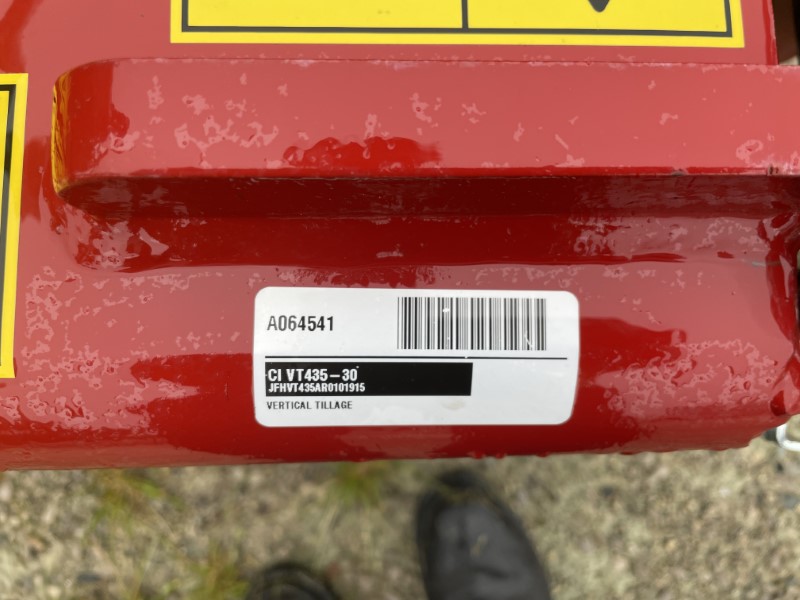 A064541
CI VT435-30'
JFHVT435AR0101915
VERTICAL TILLAGE